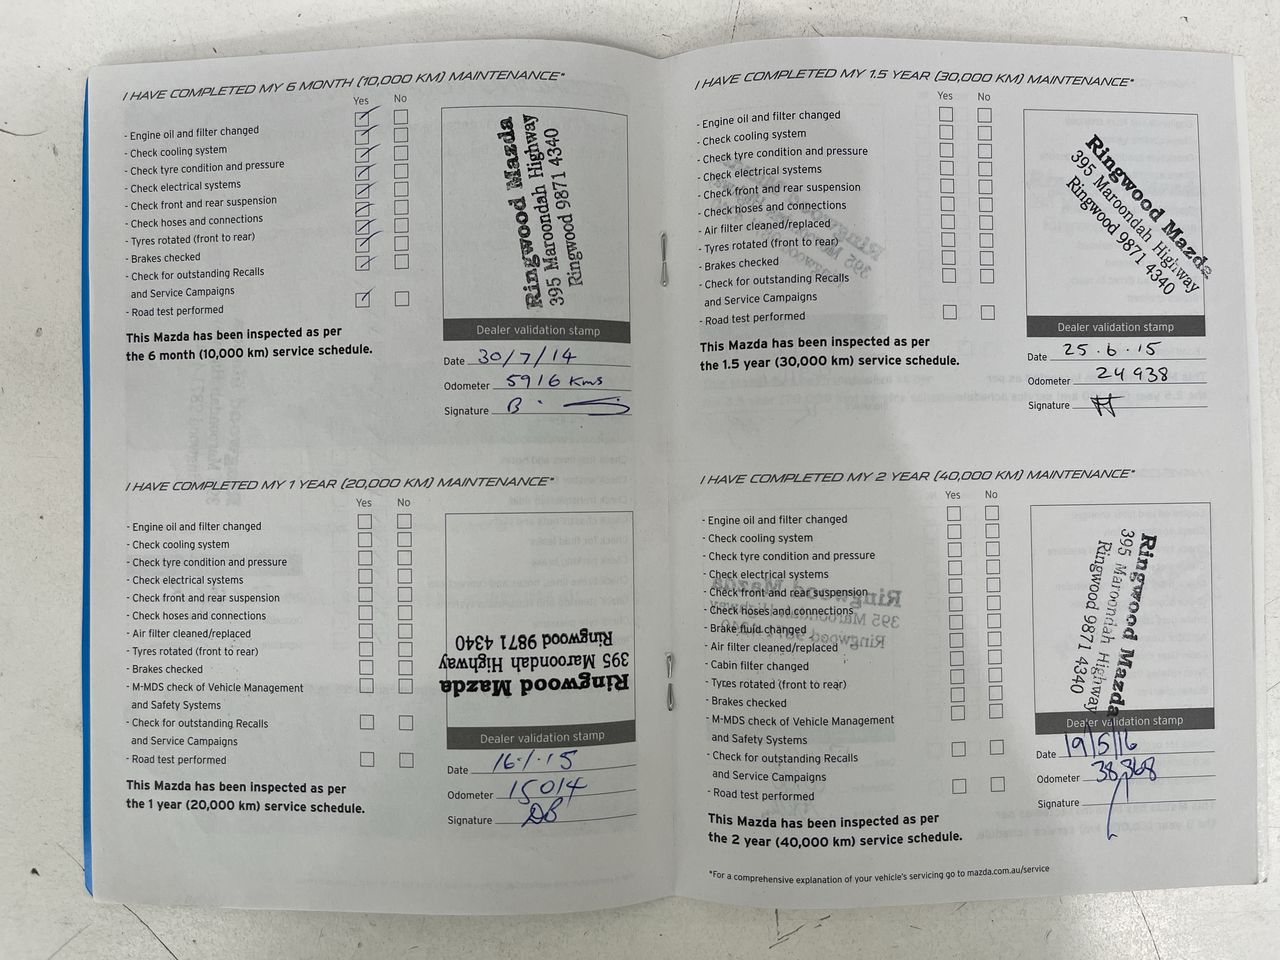 I HAVE COMPLETED MY 6 MONTH (10,000 KM) MAINTENANCE*
Yes No
- Engine oil and filter changed
- Check cooling system
- Check tyre condition and pressure
- Check electrical systems
- Check front and rear suspension
- Check hoses and connections
- Tyres rotated (front to rear)
- Brakes checked
- Check for outstanding Recalls
and Service Campaigns
- Road test performed
This Mazda has been inspected as per
the 6 month (10,000 km) service schedule.
Ringwood Mazda
395 Maroondah Highway
Ringwood 9871 4340
Dealer validation stamp
Date 30/7/14
Odometer 5916 Kms
Signature B
I HAVE COMPLETED MY 1 YEAR (20,000 KM) MAINTENANCE*
Yes No
- Engine oil and filter changed
- Check cooling system
- Check tyre condition and pressure
- Check electrical systems
- Check front and rear suspension
- Check hoses and connections
- Air filter cleaned/replaced
- Tyres rotated (front to rear)
- Brakes checked
- M-MDS check of Vehicle Management
and Safety Systems
- Check for outstanding Recalls
and Service Campaigns
- Road test performed
This Mazda has been inspected as per
the 1 year (20,000 km) service schedule.
Ringwood Mazda
395 Maroondah Highway
Ringwood 9871 4340
Dealer validation stamp
Date 16.1.15
Odometer 15014
Signature DB
I HAVE COMPLETED MY 1.5 YEAR (30,000 KM) MAINTENANCE*
Yes No
- Engine oil and filter changed
- Check cooling system
- Check tyre condition and pressure
- Check electrical systems
- Check front and rear suspension
- Check hoses and connections
- Air filter cleaned/replaced
- Tyres rotated (front to rear)
- Brakes checked
- Check for outstanding Recalls
and Service Campaigns
- Road test performed
This Mazda has been inspected as per
the 1.5 year (30,000 km) service schedule.
Ringwood Mazda
395 Maroondah Highway
Ringwood 9871 4340
Dealer validation stamp
Date 25.6.15
Odometer 24938
Signature
I HAVE COMPLETED MY 2 YEAR (40,000 KM) MAINTENANCE*
Yes No
- Engine oil and filter changed
- Check cooling system
- Check tyre condition and pressure
- Check electrical systems
- Check front and rear suspension
- Check hoses and connections
- Brake fluid changed
- Air filter cleaned/replaced
- Cabin filter changed
- Tyres rotated (front to rear)
- Brakes checked
- M-MDS check of Vehicle Management
and Safety Systems
- Check for outstanding Recalls
and Service Campaigns
- Road test performed
This Mazda has been inspected as per
the 2 year (40,000 km) service schedule.
Ringwood Mazda
395 Maroondah Highway
Ringwood 9871 4340
Dealer validation stamp
Date 19/5/16
Odometer 38,368
Signature
*For a comprehensive explanation of your vehicle's servicing go to mazda.com.au/service